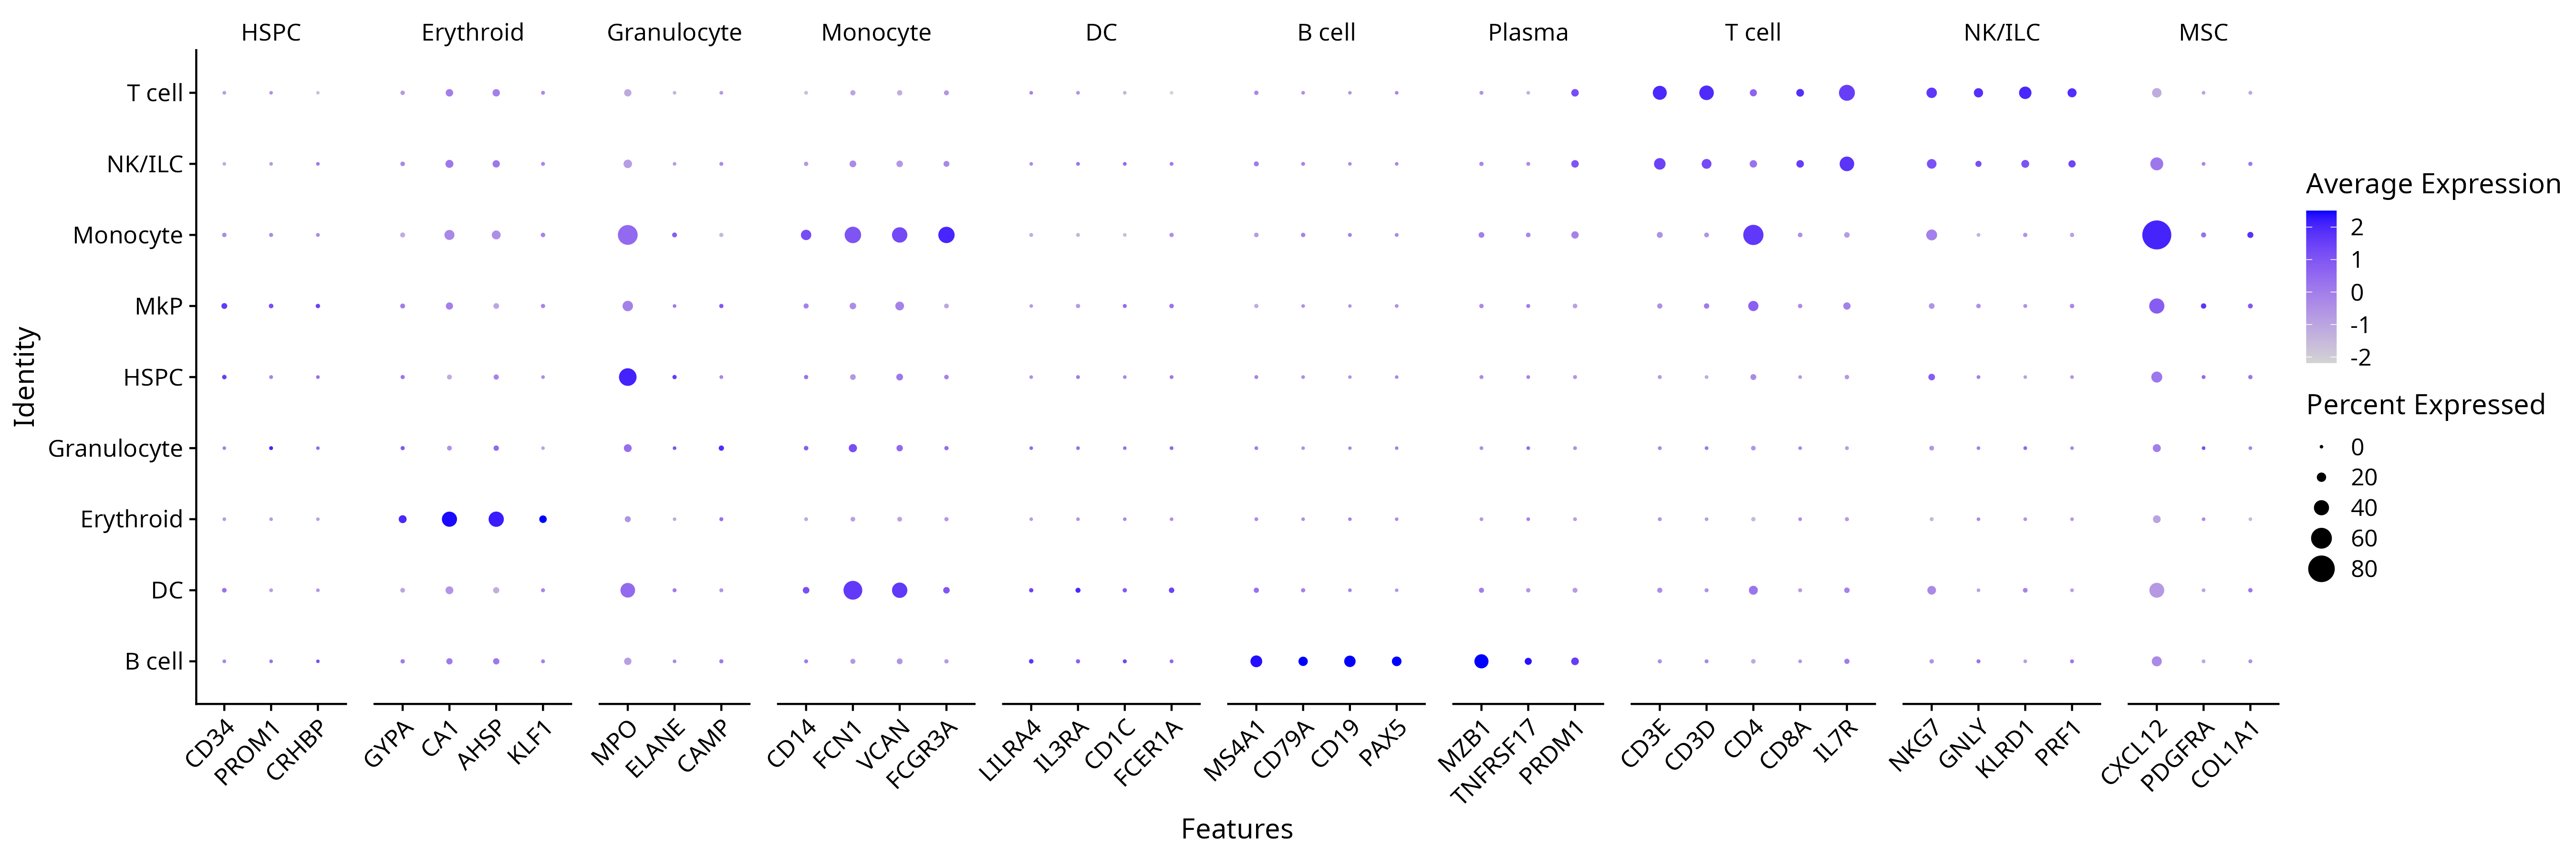 HSPC Erythroid Granulocyte Monocyte DC B cell Plasma T cell NK/ILC MSC
Identity
T cell
NK/ILC
Monocyte
MkP
HSPC
Granulocyte
Erythroid
DC
B cell
CD34 PROM1 CRHBP GYPA CA1 AHSP KLF1 MPO ELANE CAMP CD14 FCN1 VCAN FCGR3A LILRA4 IL3RA CD1C FCER1A MS4A1 CD79A CD19 PAX5 MZB1 TNFRSF17 PRDM1 CD3E CD3D CD4 CD8A IL7R NKG7 GNLY KLRD1 PRF1 CXCL12 PDGFRA COL1A1
Features
Average Expression
2
1
0
-1
-2
Percent Expressed
0
20
40
60
80